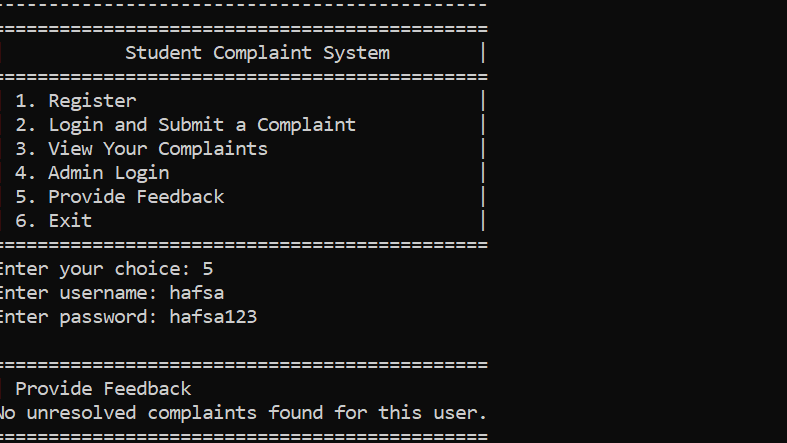 ------------------------------------------------
================================================
Student Complaint System |
================================================
1. Register |
2. Login and Submit a Complaint |
3. View Your Complaints |
4. Admin Login |
5. Provide Feedback |
6. Exit |
================================================
Enter your choice: 5
Enter username: hafsa
Enter password: hafsa123
================================================
Provide Feedback
No unresolved complaints found for this user.
================================================